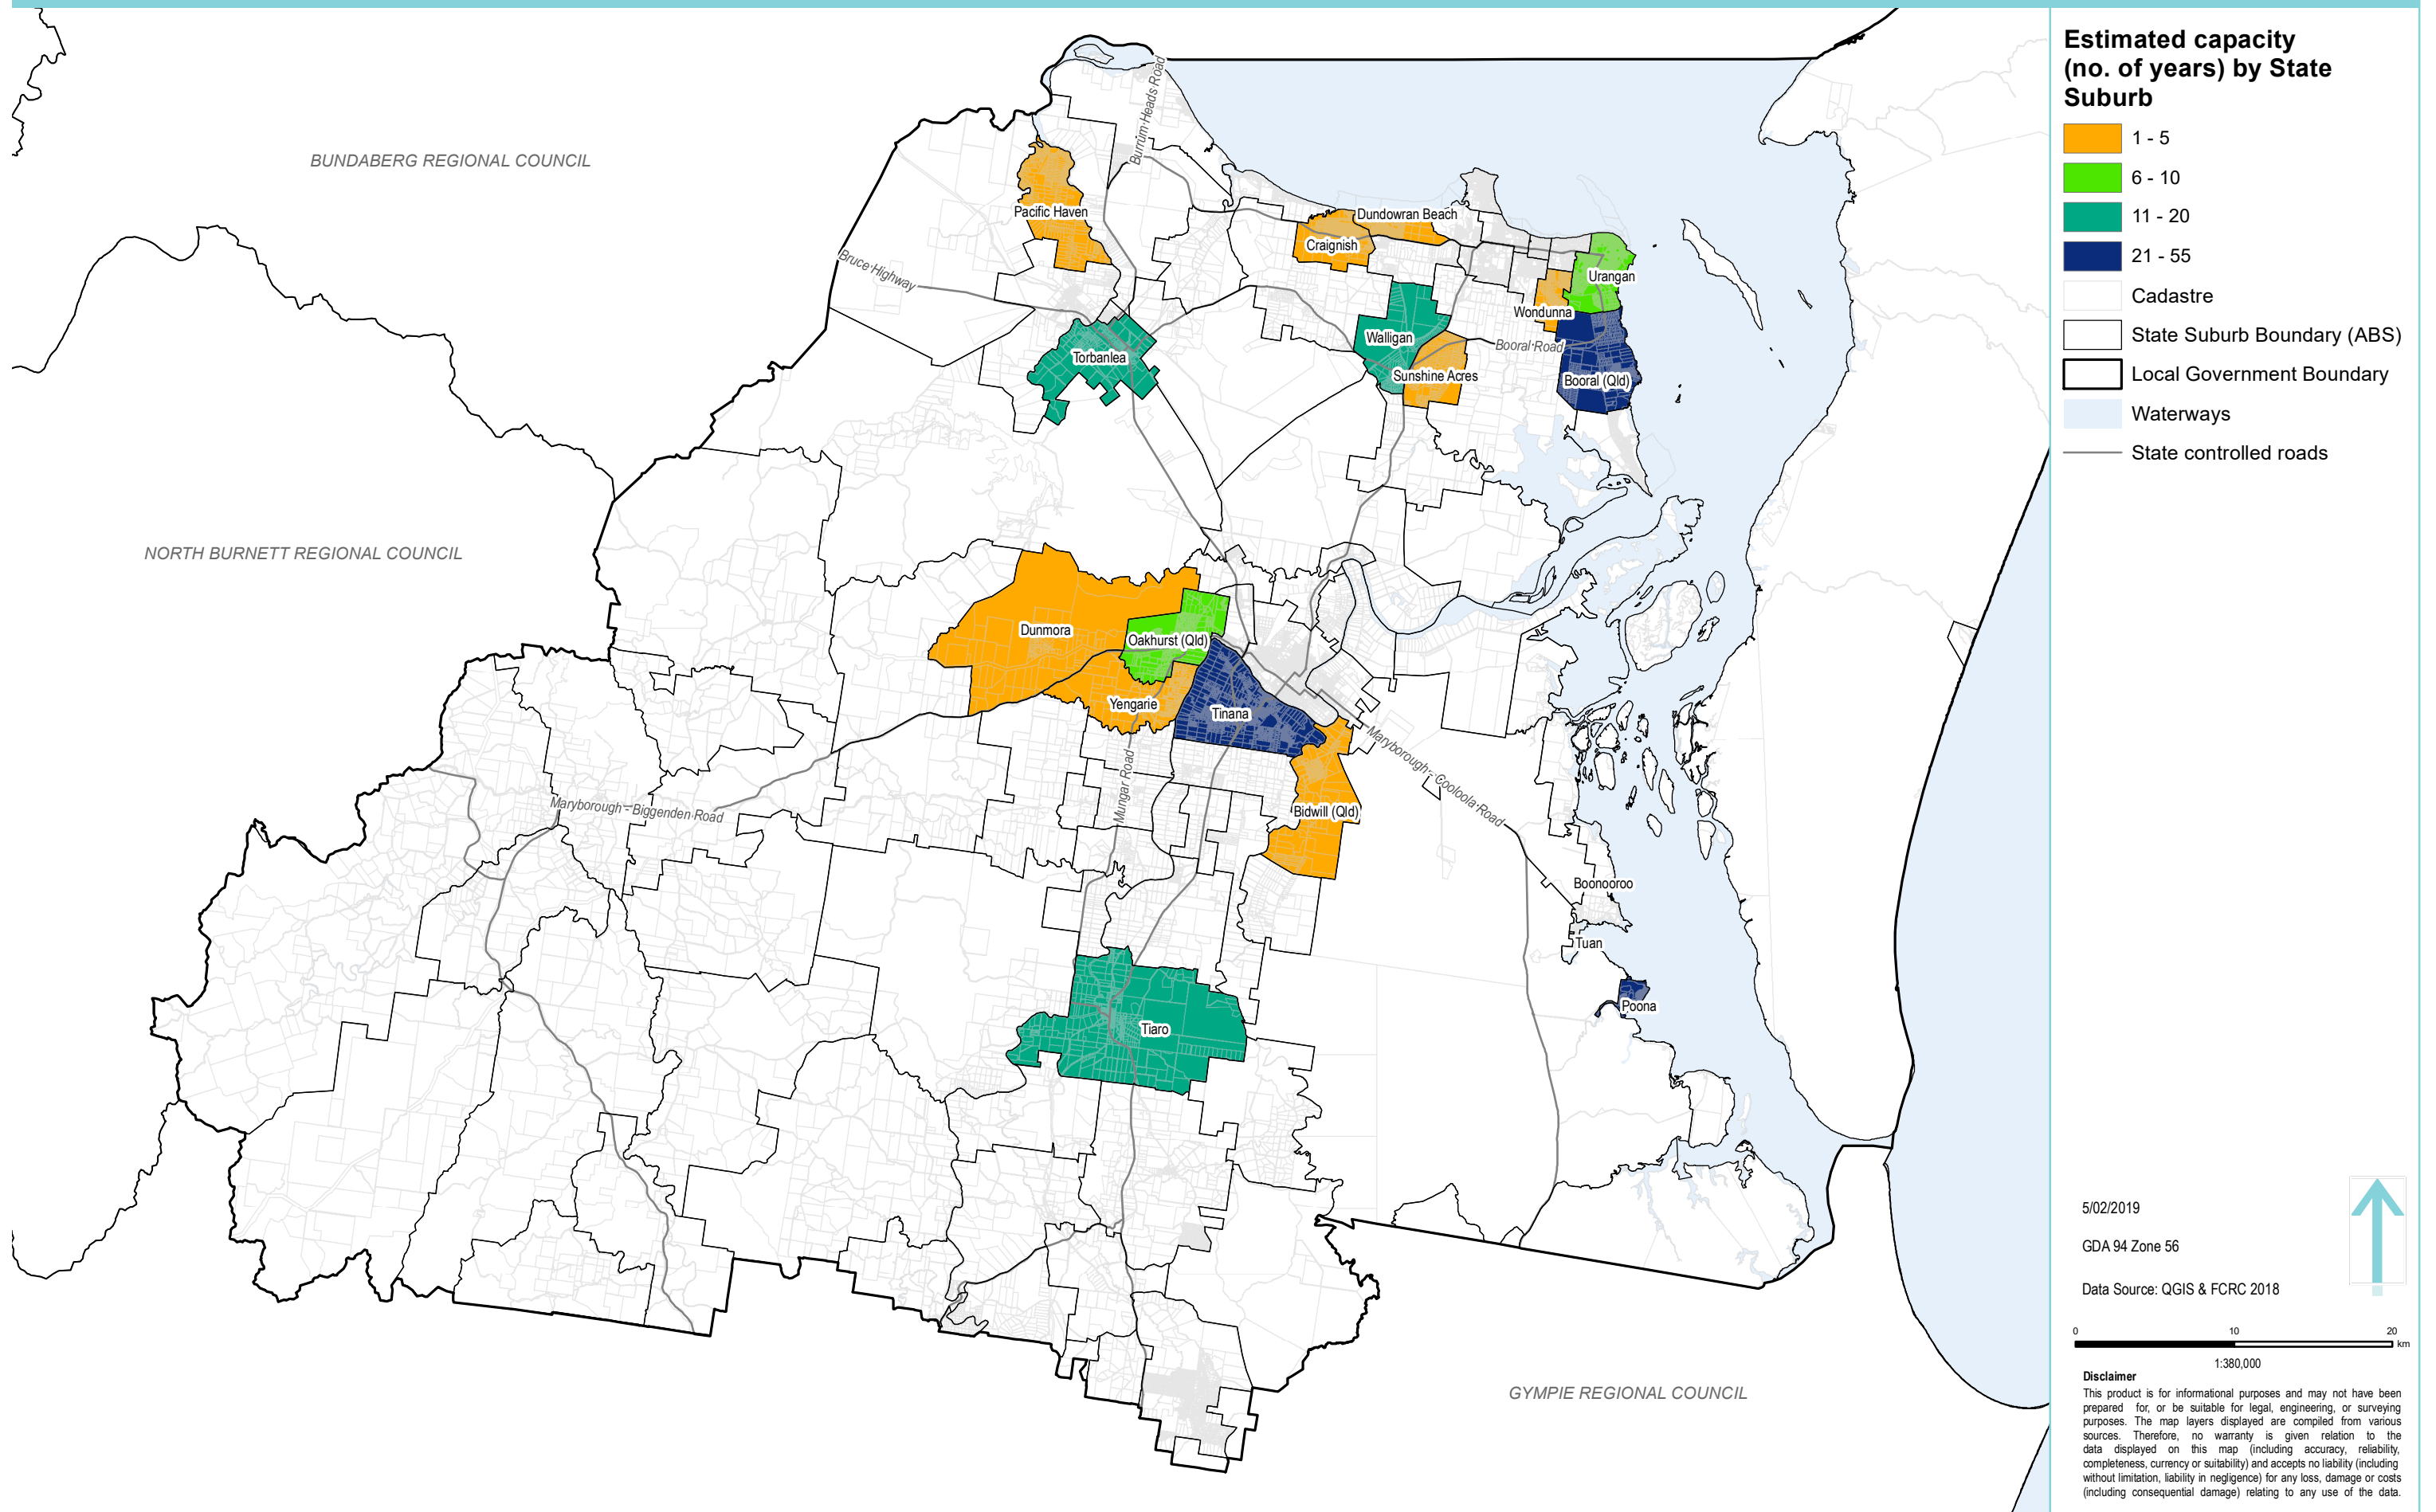 Estimated capacity
(no. of years) by State
Suburb
1 - 5
6 - 10
11 - 20
21 - 55
Cadastre
State Suburb Boundary (ABS)
Local Government Boundary
Waterways
State controlled roads
BUNDABERG REGIONAL COUNCIL
Burrum Heads Road
Pacific Haven
Dundowran Beach
Craignish
Bruce Highway
Urangan
Wondunna
Walligan
Booral Road
Torbanlea
Sunshine Acres
Booral (Qld)
NORTH BURNETT REGIONAL COUNCIL
Dunmora
Oakhurst (Qld)
Yengarie
Tinana
Maryborough - Cooloola Road
Mungar Road
Maryborough - Biggenden Road
Bidwill (Qld)
Boonooroo
Tuan
Poona
Tiaro
GYMPIE REGIONAL COUNCIL
5/02/2019
GDA 94 Zone 56
Data Source: QGIS & FCRC 2018
0 10 20
km
1:380,000
Disclaimer
This product is for informational purposes and may not have been
prepared for, or be suitable for legal, engineering, or surveying
purposes. The map layers displayed are compiled from various
sources. Therefore, no warranty is given relation to the
data displayed on this map (including accuracy, reliability,
completeness, currency or suitability) and accepts no liability (including
without limitation, liability in negligence) for any loss, damage or costs
(including consequential damage) relating to any use of the data.